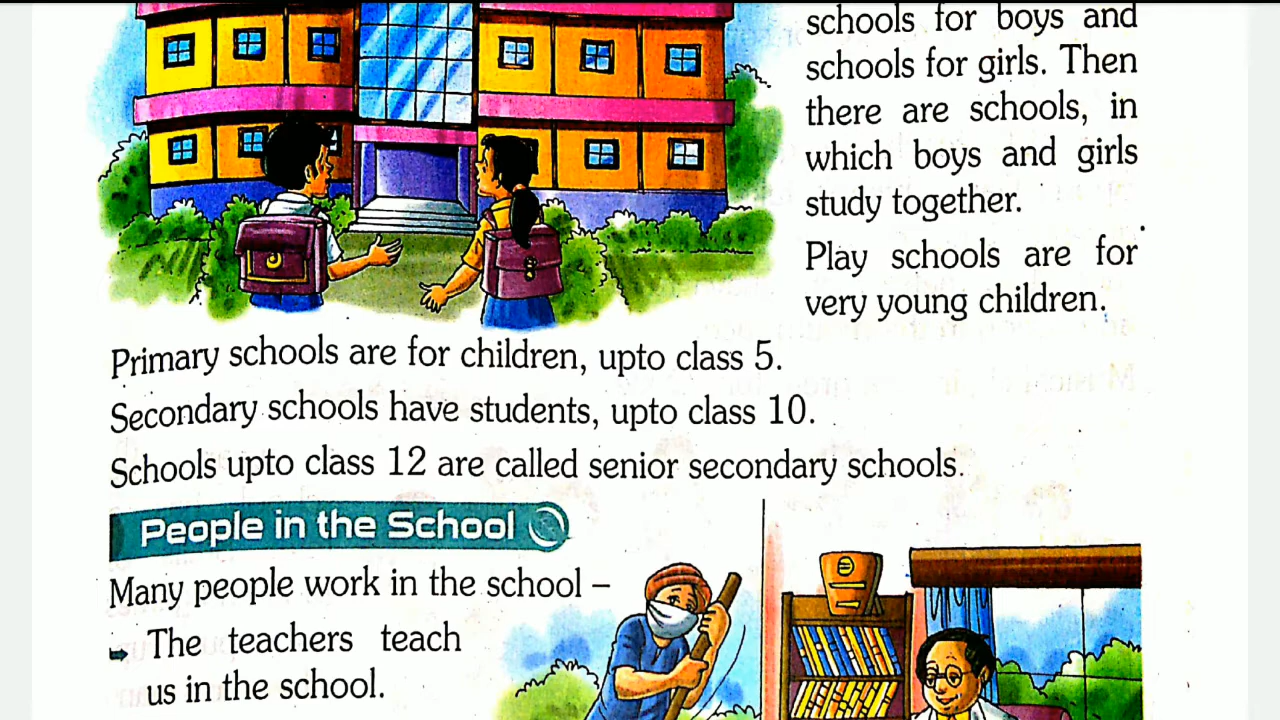 schools for boys and
schools for girls. Then
there are schools, in
which boys and girls
study together.
Play schools are for
very young children.
Primary schools are for children, upto class 5.
Secondary schools have students, upto class 10.
Schools upto class 12 are called senior secondary schools.
People in the School
Many people work in the school –
The teachers teach
us in the school.